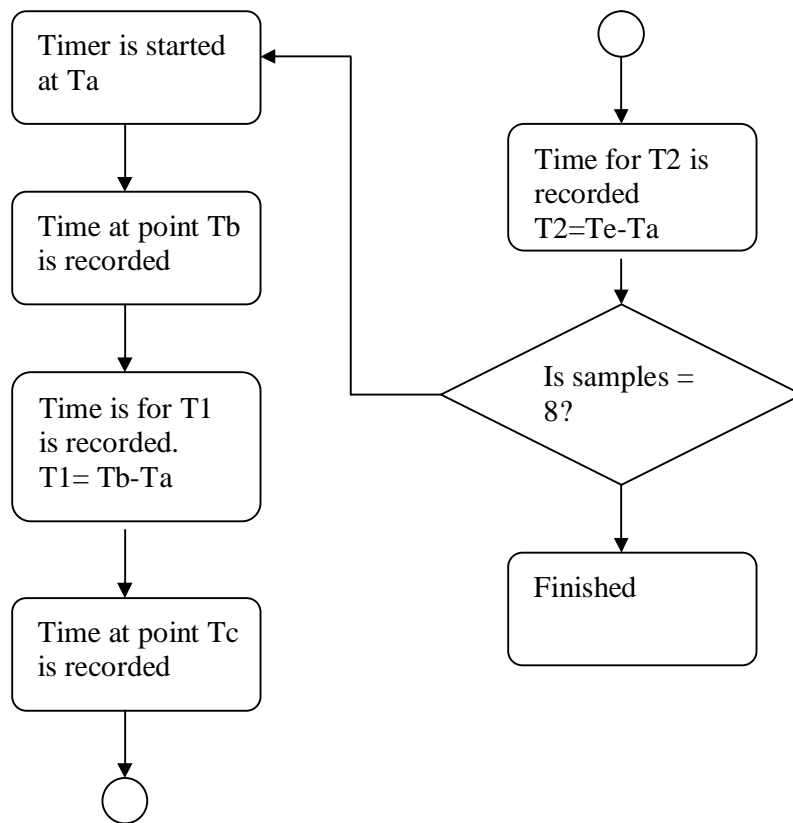 Timer is started
at Ta
Time at point Tb
is recorded
Time is for T1
is recorded.
T1= Tb-Ta
Time at point Tc
is recorded
Time for T2 is
recorded
T2=Te-Ta
Is samples =
8?
Finished